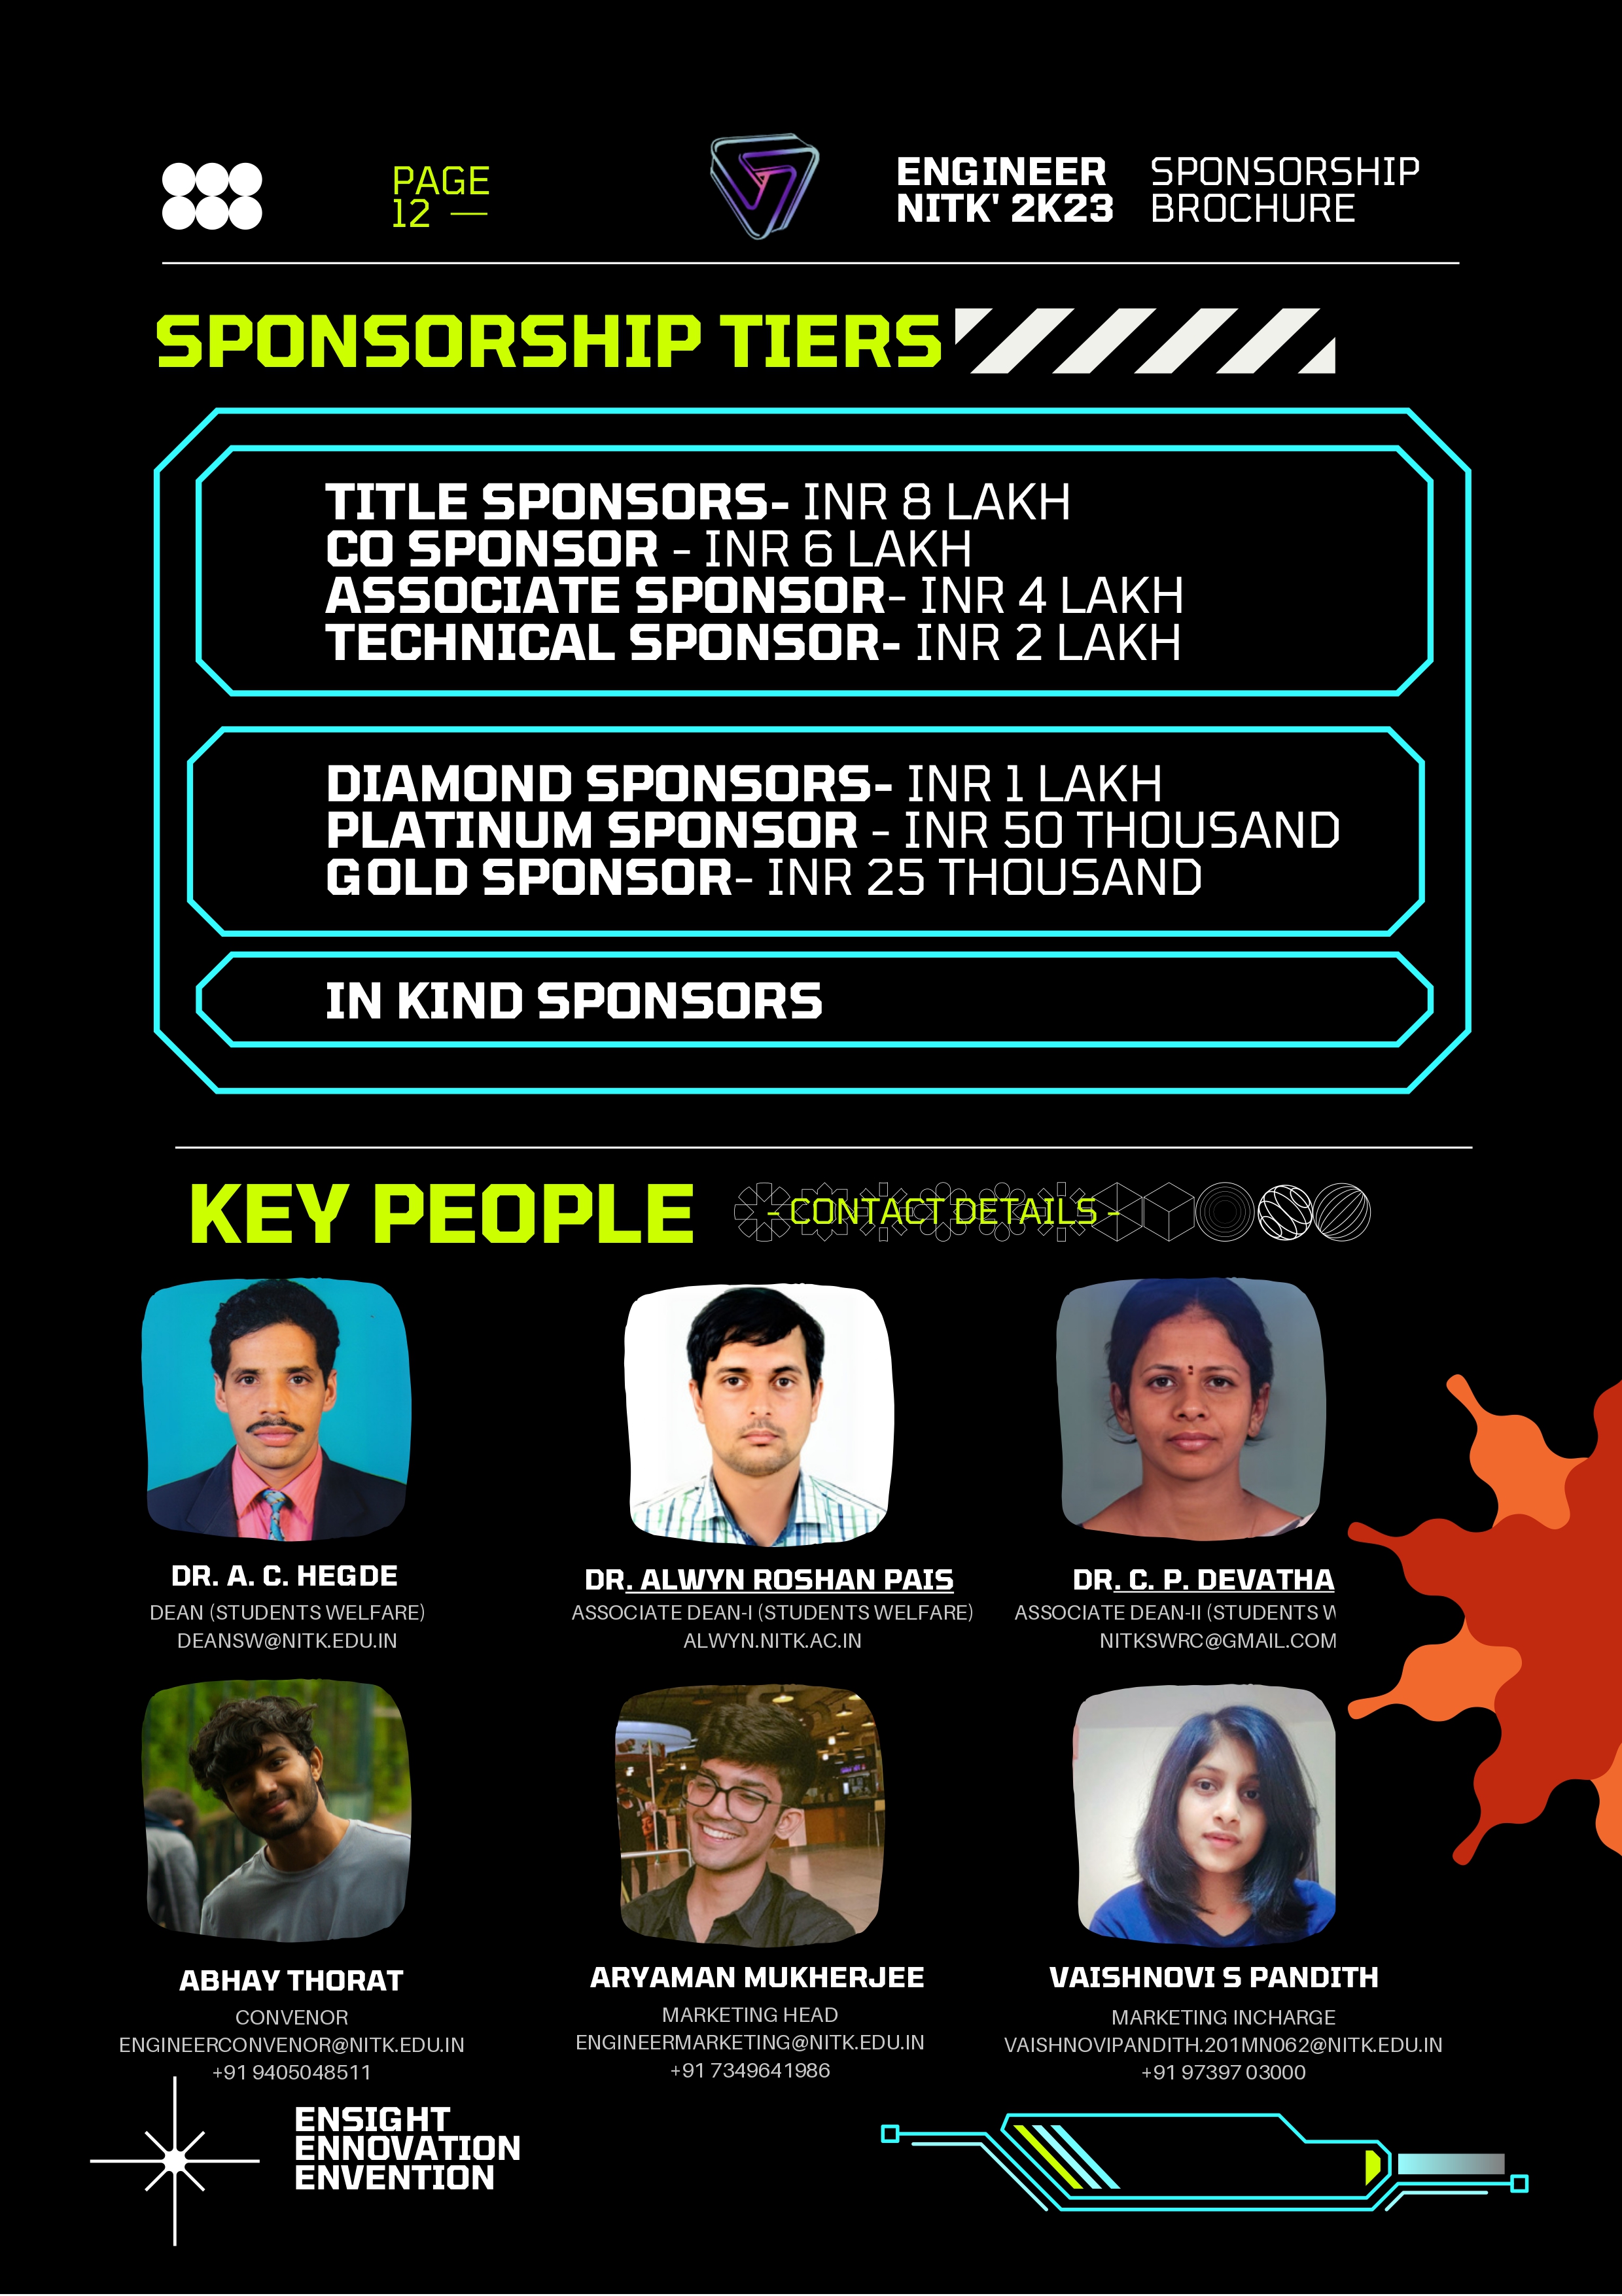 PAGE
12 —
ENGINEER
NITK' 2K23
SPONSORSHIP
BROCHURE
SPONSORSHIP TIERS
TITLE SPONSORS- INR 8 LAKH
CO SPONSOR - INR 6 LAKH
ASSOCIATE SPONSOR- INR 4 LAKH
TECHNICAL SPONSOR- INR 2 LAKH
DIAMOND SPONSORS- INR 1 LAKH
PLATINUM SPONSOR - INR 50 THOUSAND
GOLD SPONSOR- INR 25 THOUSAND
IN KIND SPONSORS
KEY PEOPLE
- CONTACT DETAILS -
DR. A. C. HEGDE
DEAN (STUDENTS WELFARE)
DEANSW@NITK.EDU.IN
DR. ALWYN ROSHAN PAIS
ASSOCIATE DEAN-I (STUDENTS WELFARE)
ALWYN.NITK.AC.IN
DR. C. P. DEVATHA
ASSOCIATE DEAN-II (STUDENTS W
NITKSWRC@GMAIL.COM
ABHAY THORAT
CONVENOR
ENGINEERCONVENOR@NITK.EDU.IN
+91 9405048511
ARYAMAN MUKHERJEE
MARKETING HEAD
ENGINEERMARKETING@NITK.EDU.IN
+91 7349641986
VAISHNOVI S PANDITH
MARKETING INCHARGE
VAISHNOVIPANDITH.201MN062@NITK.EDU.IN
+91 97397 03000
ENSIGHT
ENNOVATION
ENVENTION